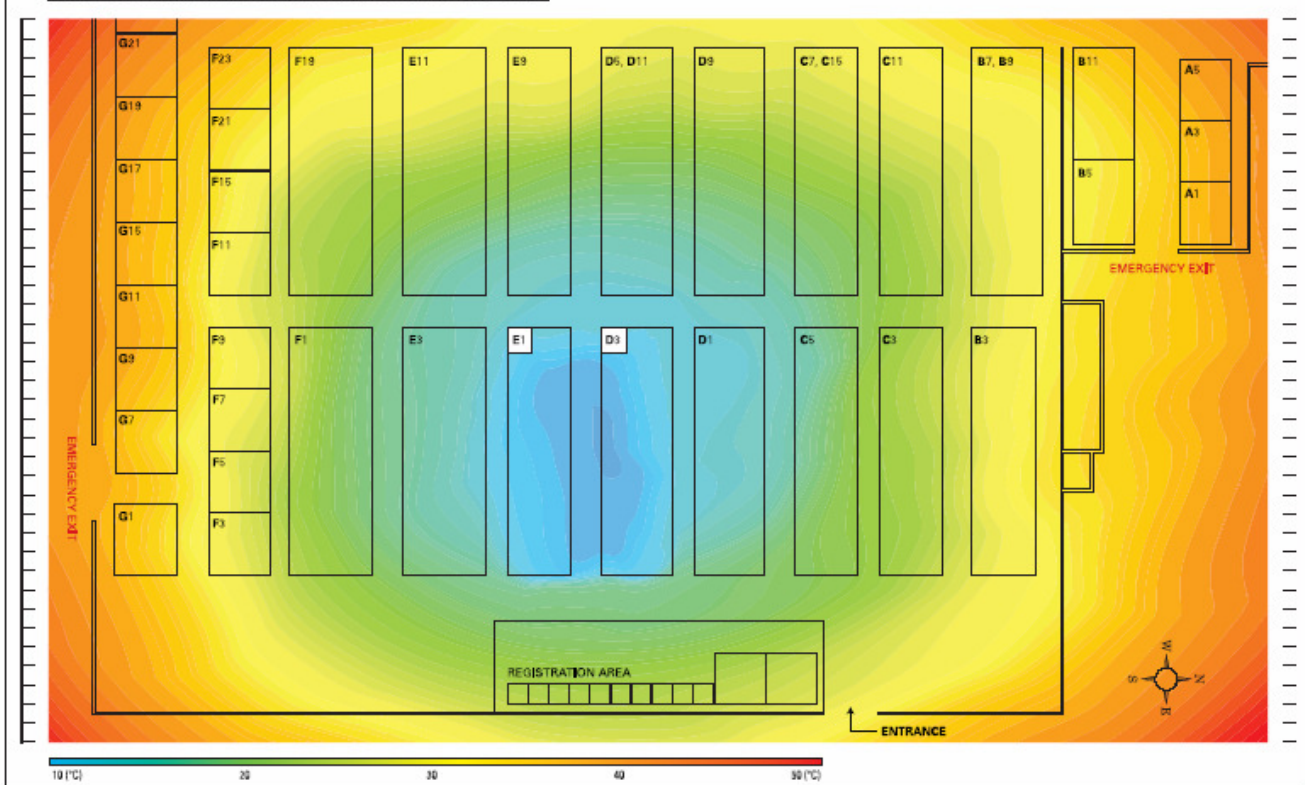 G21
F23
F19
E11
E9
D5, D11
D9
C7, C15
C11
B7, B9
B11
A5
G19
F21
A3
G17
F15
B5
A1
G15
F11
EMERGENCY EXIT
G11
F9
F1
E3
E1
D3
D1
C5
C3
B3
G9
F7
G7
EMERGENCY EXIT
F5
G1
F3
REGISTRATION AREA
W
S
N
E
ENTRANCE
10 (°C)
20
30
40
50 (°C)